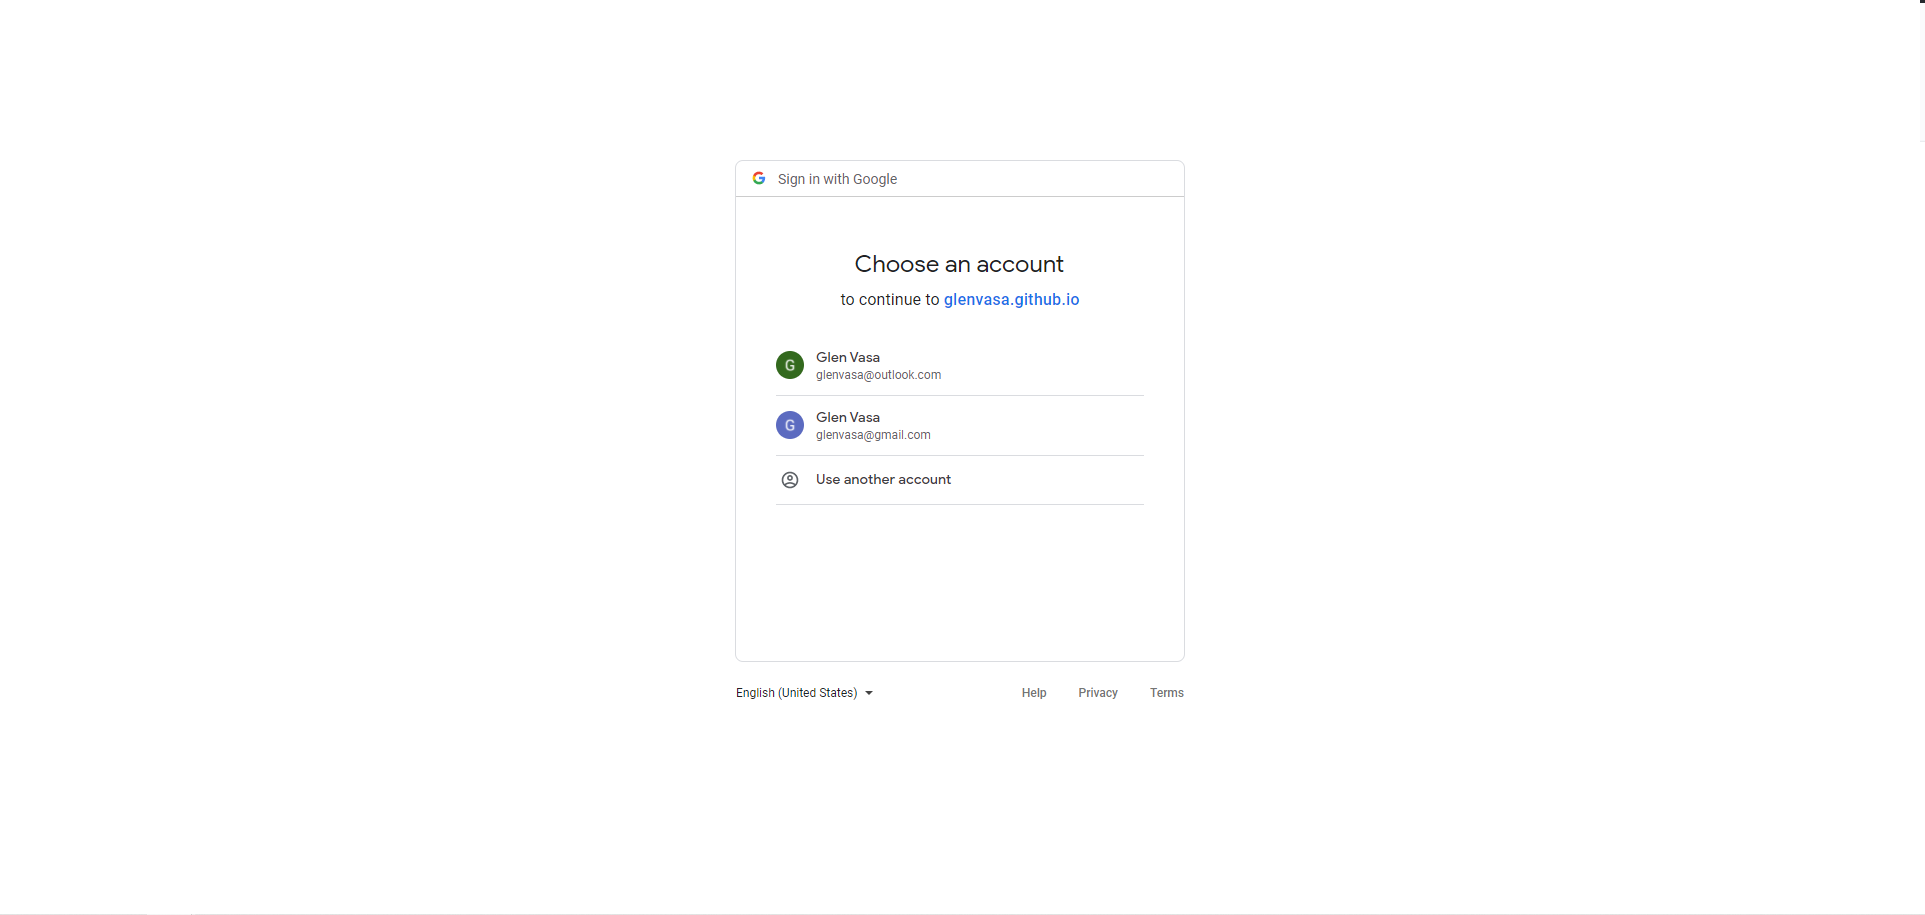 Sign in with Google
Choose an account
to continue to glenvasa.github.io
G
Glen Vasa
glenvasa@outlook.com
G
Glen Vasa
glenvasa@gmail.com
Use another account
English (United States)
Help
Privacy
Terms